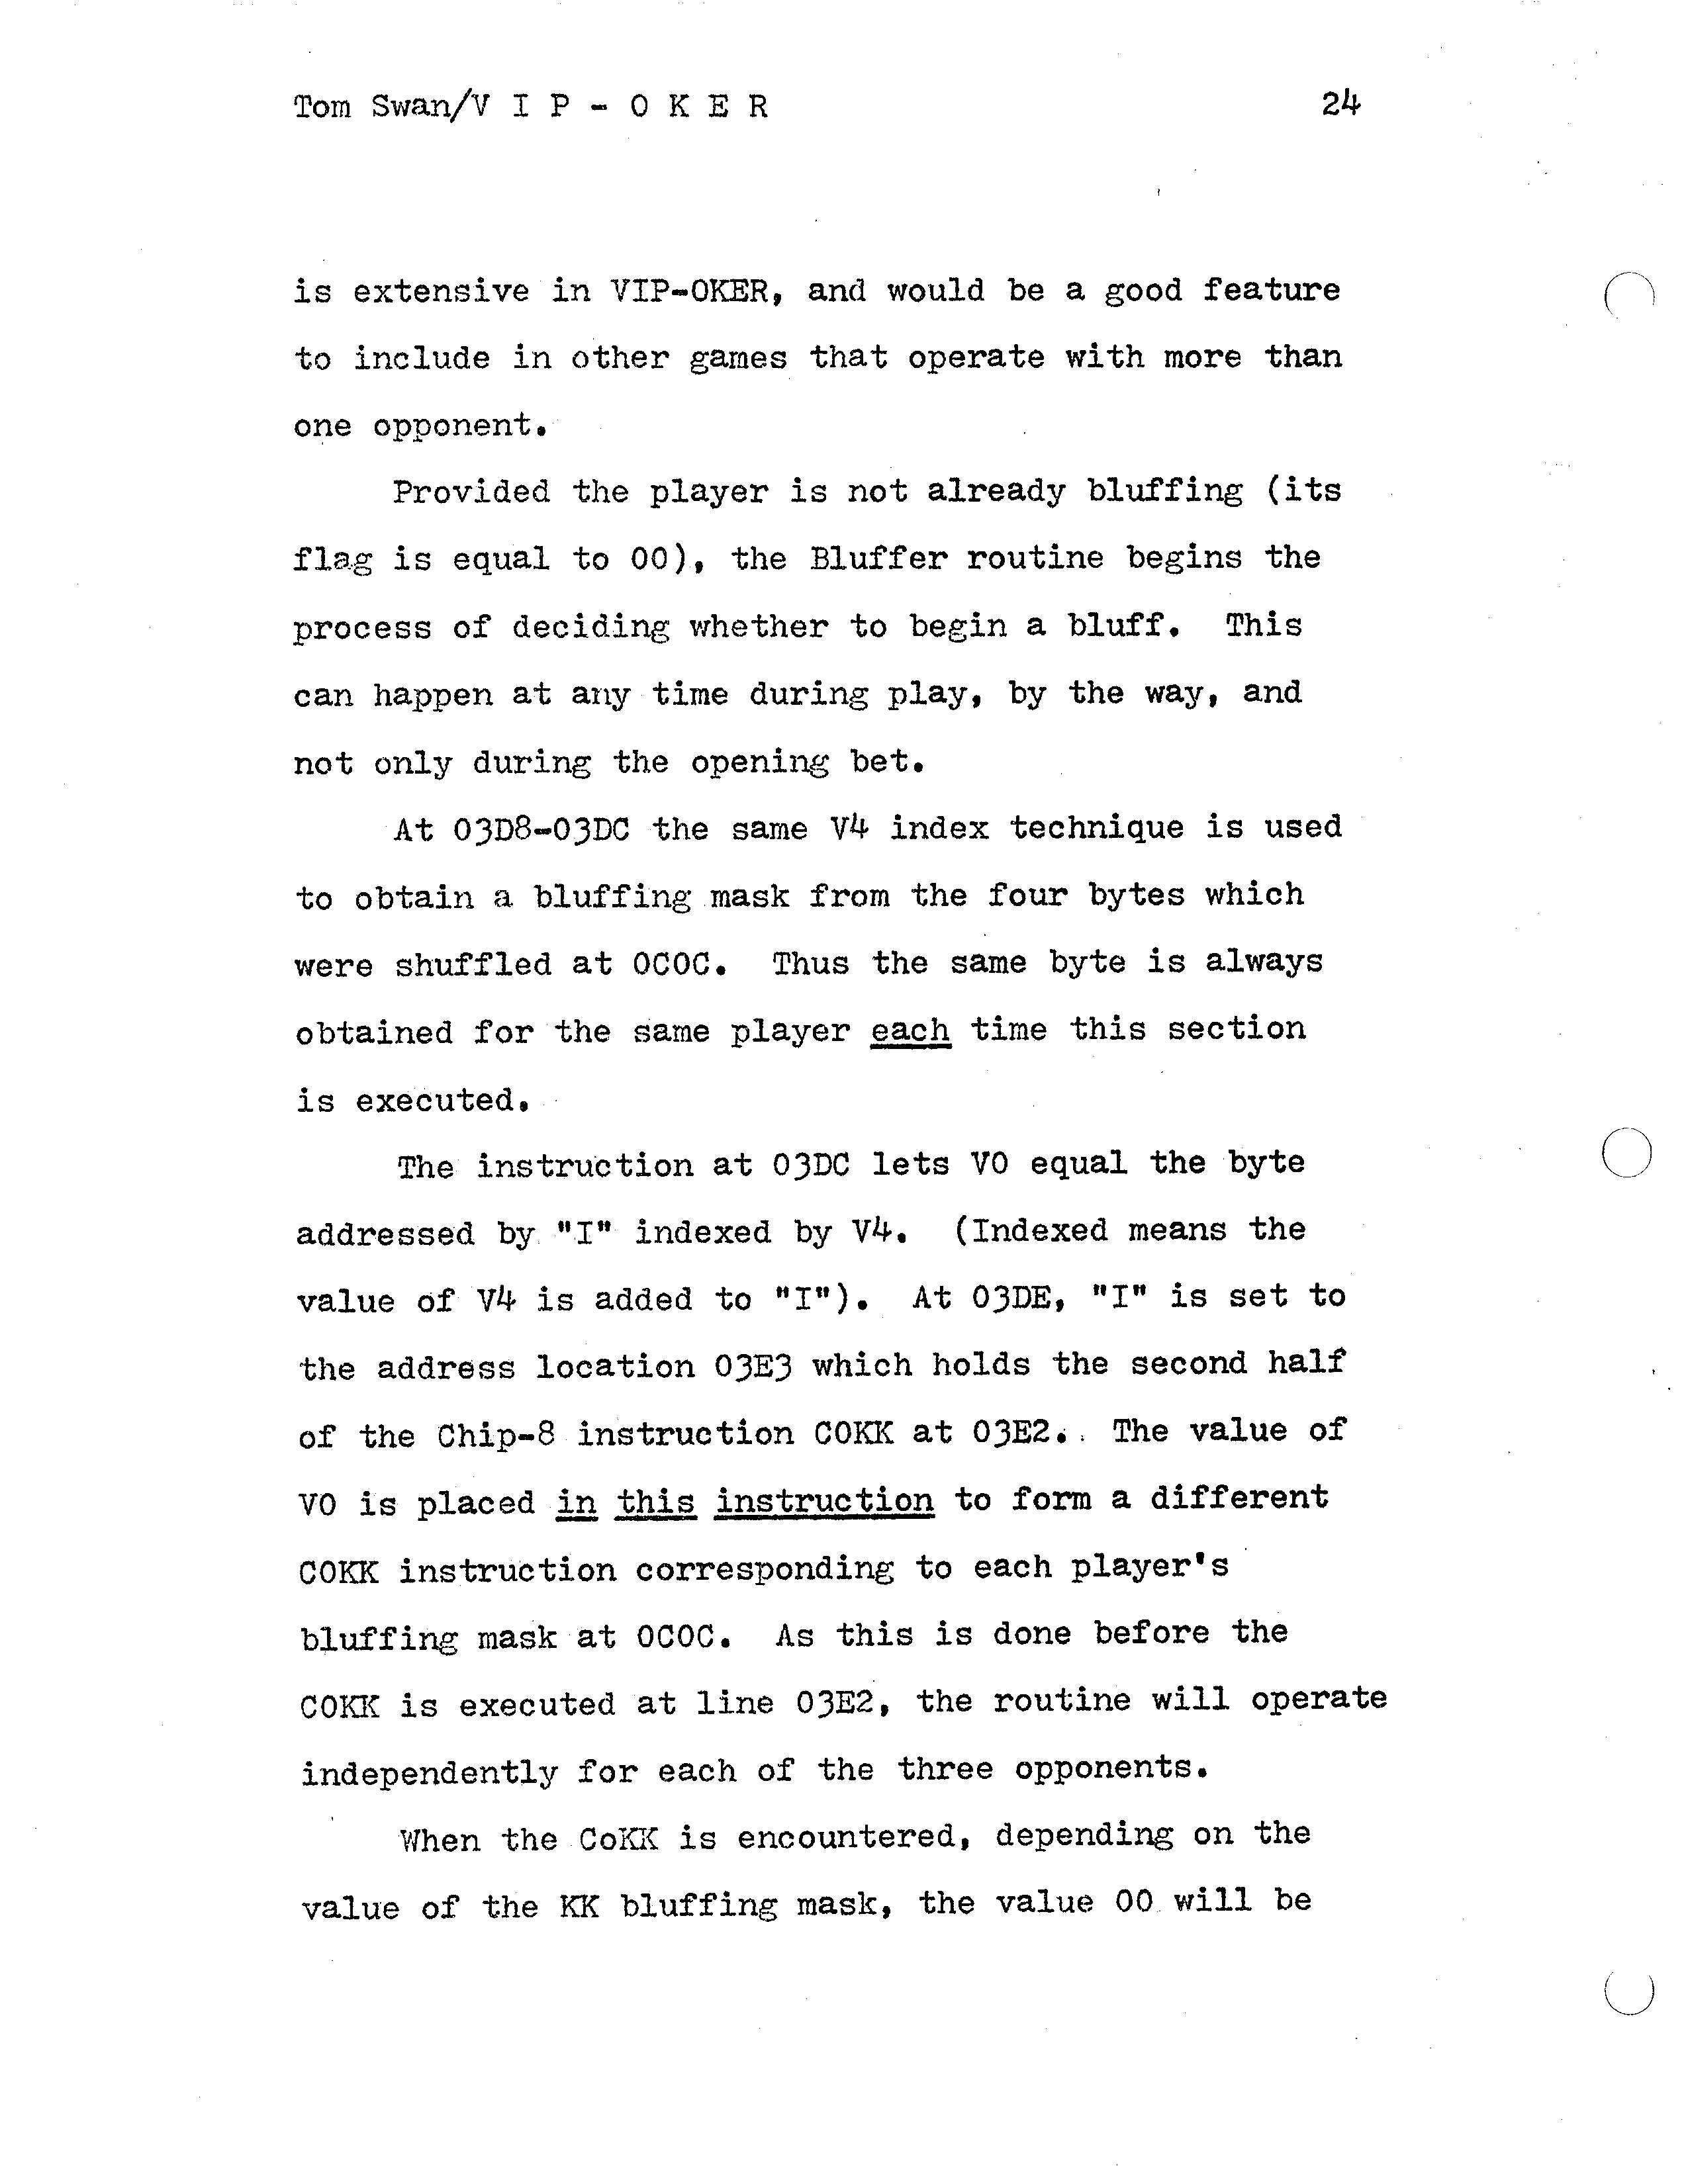 Tom Swan/V I P - O K E R 24
is extensive in VIP-OKER, and would be a good feature
to include in other games that operate with more than
one opponent.
Provided the player is not already bluffing (its
flag is equal to 00), the Bluffer routine begins the
process of deciding whether to begin a bluff. This
can happen at any time during play, by the way, and
not only during the opening bet.
At 03D8-03DC the same V4 index technique is used
to obtain a bluffing mask from the four bytes which
were shuffled at 0C0C. Thus the same byte is always
obtained for the same player each time this section
is executed.
The instruction at 03DC lets V0 equal the byte
addressed by "I" indexed by V4. (Indexed means the
value of V4 is added to "I"). At 03DE, "I" is set to
the address location 03E3 which holds the second half
of the Chip-8 instruction C0KK at 03E2. The value of
V0 is placed in this instruction to form a different
C0KK instruction corresponding to each player's
bluffing mask at 0C0C. As this is done before the
C0KK is executed at line 03E2, the routine will operate
independently for each of the three opponents.
When the CoKK is encountered, depending on the
value of the KK bluffing mask, the value 00 will be